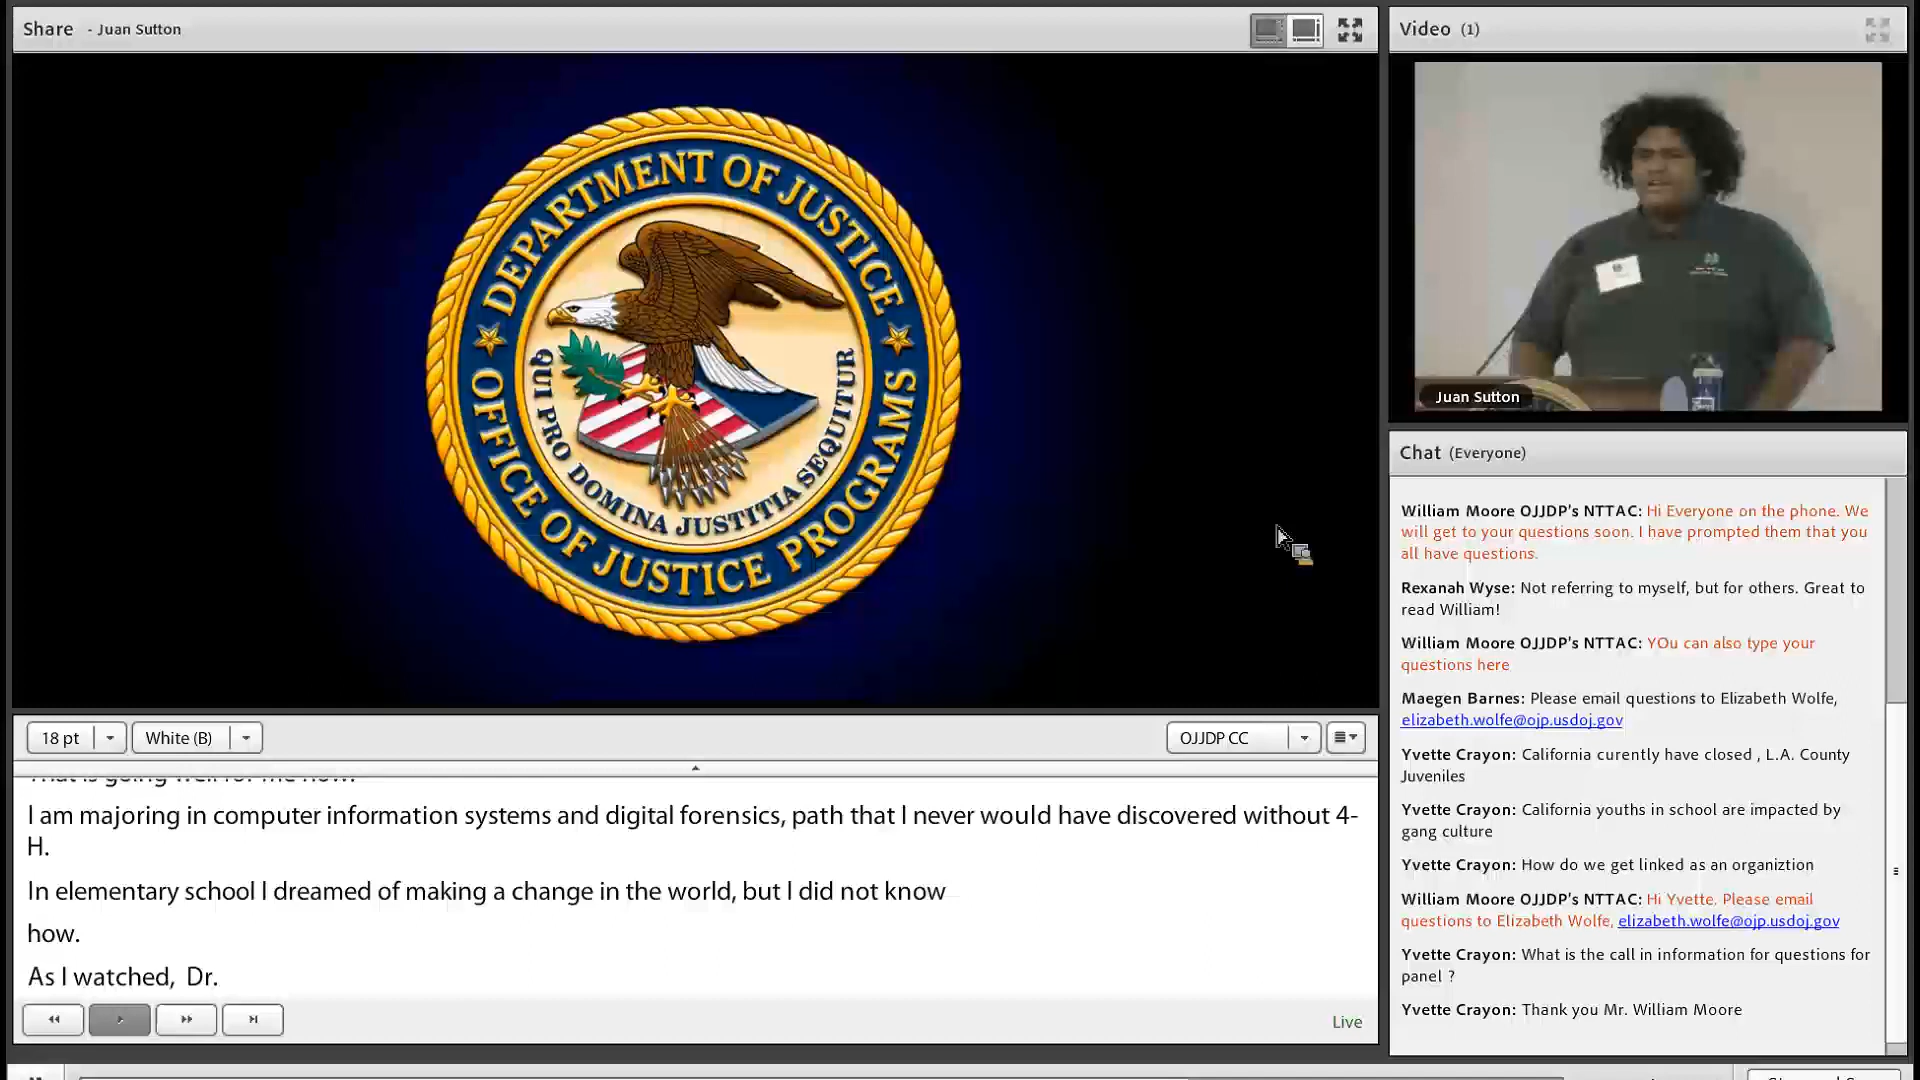 Share - Juan Sutton
DEPARTMENT OF JUSTICE
OFFICE OF JUSTICE PROGRAMS
QUI PRO DOMINA JUSTITIA SEQUITUR
Video (1)
Juan Sutton
18 pt
White (B)
OJJDP CC
That is going well for me now.
I am majoring in computer information systems and digital forensics, path that I never would have discovered without 4-
H.
In elementary school I dreamed of making a change in the world, but I did not know
how.
As I watched, Dr.
Live
Chat (Everyone)
William Moore OJJDP's NTTAC: Hi Everyone on the phone. We
will get to your questions soon. I have prompted them that you
all have questions.
Rexanah Wyse: Not referring to myself, but for others. Great to
read William!
William Moore OJJDP's NTTAC: YOu can also type your
questions here
Maegen Barnes: Please email questions to Elizabeth Wolfe,
elizabeth.wolfe@ojp.usdoj.gov
Yvette Crayon: California curently have closed , L.A. County
Juveniles
Yvette Crayon: California youths in school are impacted by
gang culture
Yvette Crayon: How do we get linked as an organiztion
William Moore OJJDP's NTTAC: Hi Yvette. Please email
questions to Elizabeth Wolfe, elizabeth.wolfe@ojp.usdoj.gov
Yvette Crayon: What is the call in information for questions for
panel ?
Yvette Crayon: Thank you Mr. William Moore